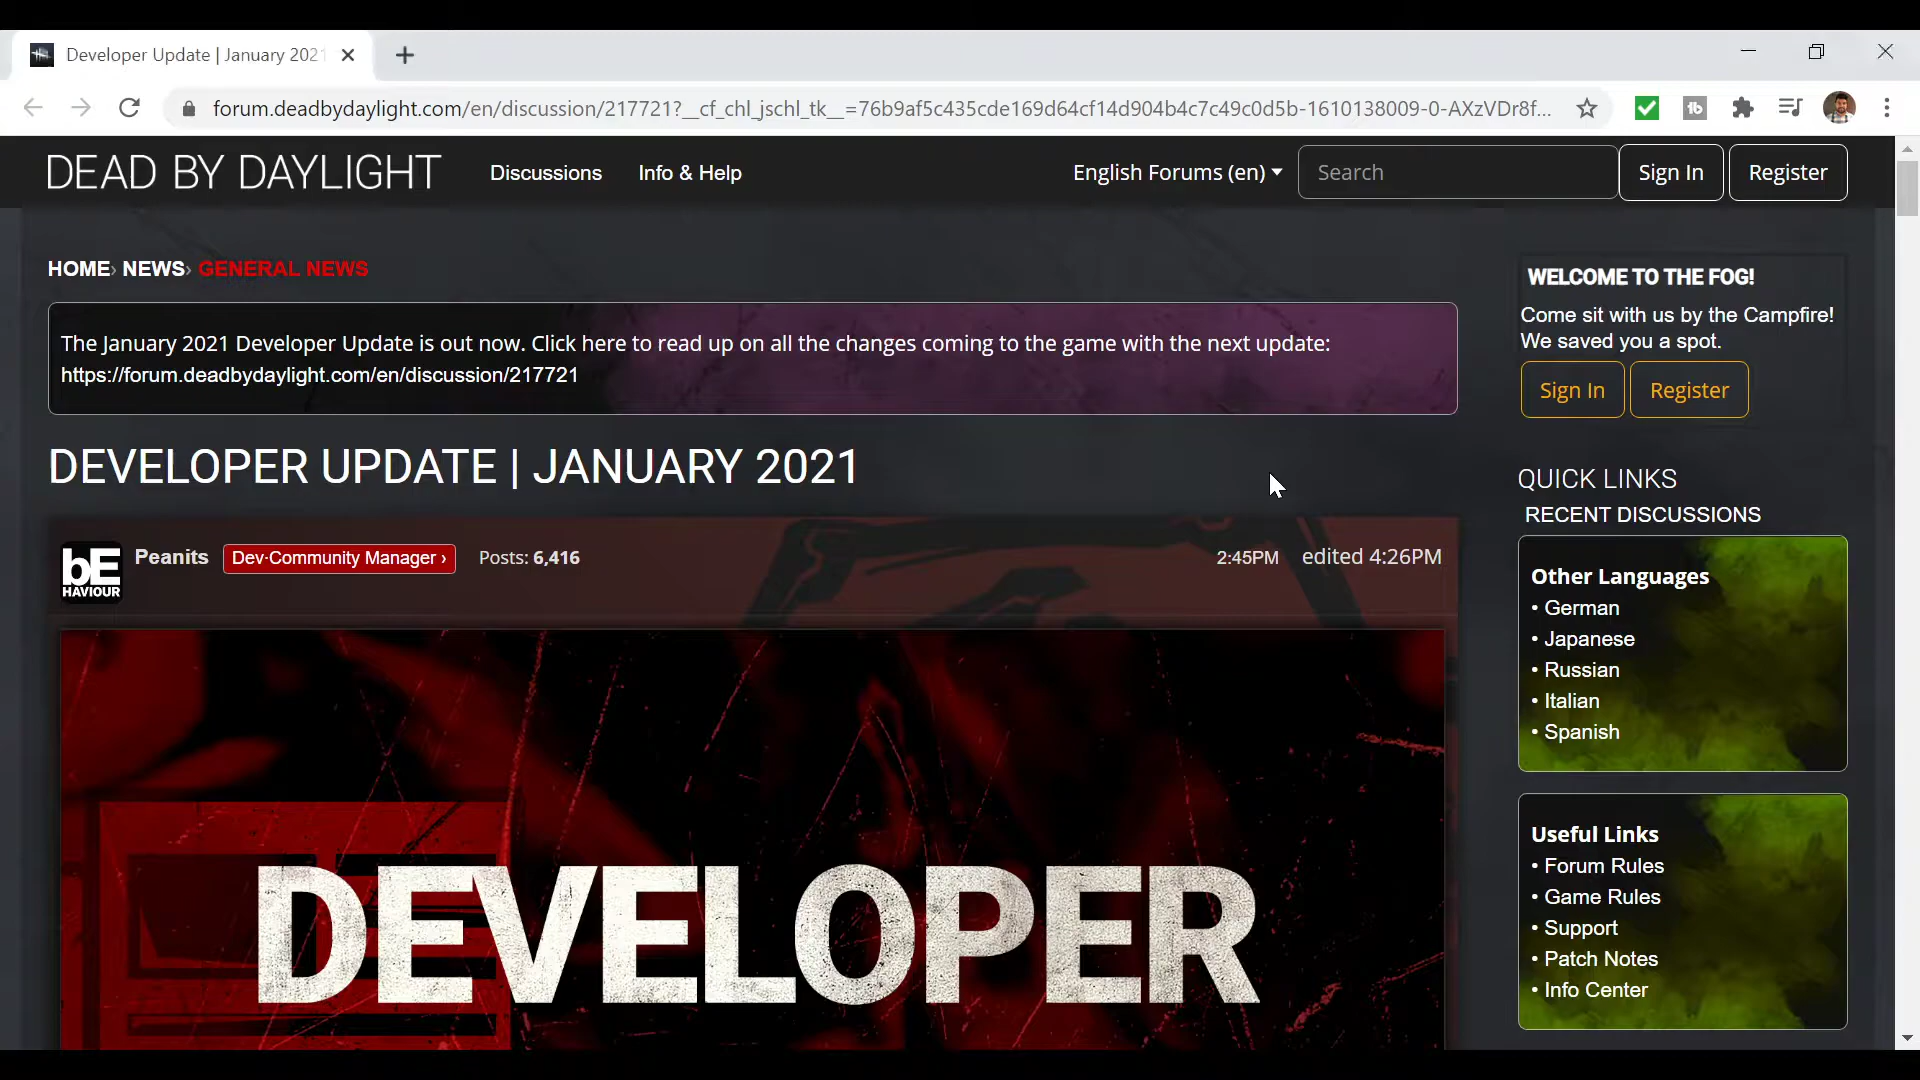 Developer Update | January 2021
forum.deadbydaylight.com/en/discussion/217721?__cf_chl_jschl_tk__=76b9af5c435cde169d64cf14d904b4c7c49c0d5b-1610138009-0-AXzVDr8f...
DEAD BY DAYLIGHT
Discussions
Info & Help
English Forums (en)
Search
Sign In
Register
HOME› NEWS› GENERAL NEWS
The January 2021 Developer Update is out now. Click here to read up on all the changes coming to the game with the next update:
https://forum.deadbydaylight.com/en/discussion/217721
DEVELOPER UPDATE | JANUARY 2021
bE
HAVIOUR
Peanits
Dev·Community Manager ›
Posts: 6,416
2:45PM
edited 4:26PM
DEVELOPER
WELCOME TO THE FOG!
Come sit with us by the Campfire!
We saved you a spot.
Sign In
Register
QUICK LINKS
RECENT DISCUSSIONS
Other Languages
• German
• Japanese
• Russian
• Italian
• Spanish
Useful Links
• Forum Rules
• Game Rules
• Support
• Patch Notes
• Info Center